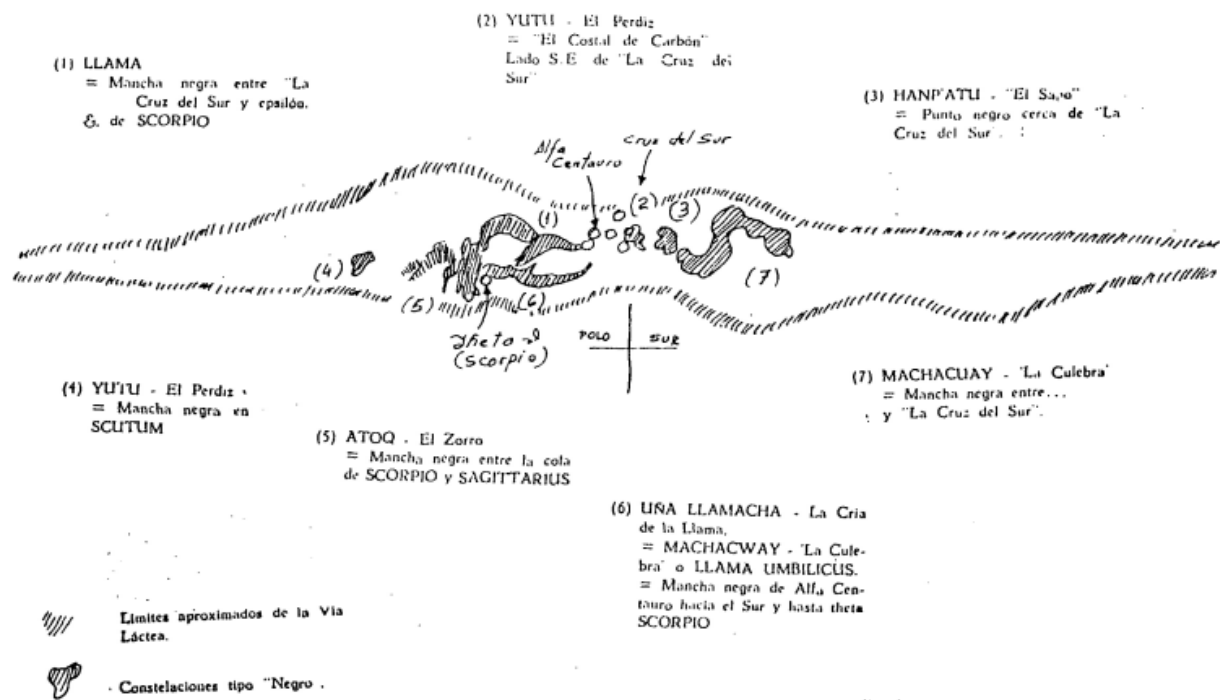 (1) LLAMA
= Mancha negra entre "La
Cruz del Sur y epsilón.
&. de SCORPIO
(2) YUTU - El Perdiz
= "El Costal de Carbón"
Lado S.E de "La Cruz del
Sur"
(3) HANP'ATU - "El Sapo"
= Punto negro cerca de "La
Cruz del Sur".
Alfa
Centauro
Cruz del Sur
(1)
(2)
(3)
(4)
(5)
(6)
(7)
theta
(scorpio)
POLO SUR
(4) YUTU - El Perdiz
= Mancha negra en
SCUTUM
(5) ATOQ - El Zorro
= Mancha negra entre la cola
de SCORPIO y SAGITTARIUS
(6) UÑA LLAMACHA - La Cria
de la Llama.
= MACHACWAY - "La Cule-
bra" o LLAMA UMBILICUS.
= Mancha negra de Alfa Cen-
tauro hacia el Sur y hasta theta
SCORPIO
(7) MACHACUAY - "La Culebra"
= Mancha negra entre...
y "La Cruz del Sur".
Limites aproximados de la Via
Láctea.
- Constelaciones tipo "Negro .